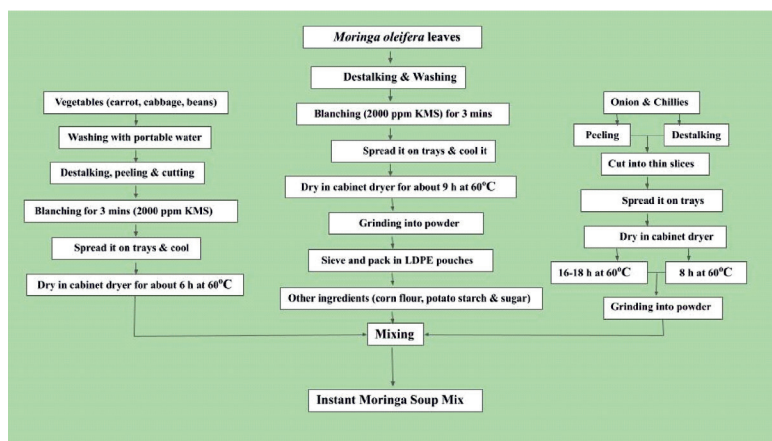 Moringa oleifera leaves
Destalking & Washing
Blanching (2000 ppm KMS) for 3 mins
Spread it on trays & cool it
Dry in cabinet dryer for about 9 h at 60°C
Grinding into powder
Sieve and pack in LDPE pouches
Other ingredients (corn flour, potato starch & sugar)
Vegetables (carrot, cabbage, beans)
Washing with portable water
Destalking, peeling & cutting
Blanching for 3 mins (2000 ppm KMS)
Spread it on trays & cool
Dry in cabinet dryer for about 6 h at 60°C
Onion & Chillies
Peeling
Destalking
Cut into thin slices
Spread it on trays
Dry in cabinet dryer
16-18 h at 60°C
8 h at 60°C
Grinding into powder
Mixing
Instant Moringa Soup Mix